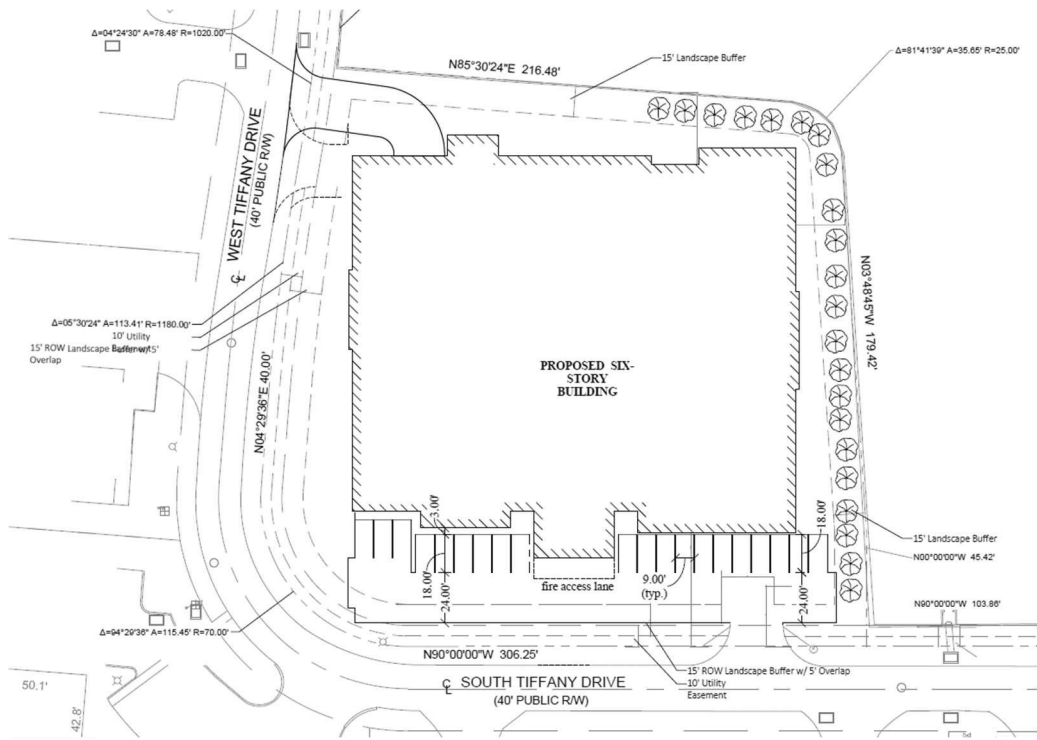 Δ=04°24'30" A=78.48' R=1020.00'
N85°30'24"E 216.48'
15' Landscape Buffer
Δ=81°41'39" A=35.65' R=25.00'
WEST TIFFANY DRIVE
(40' PUBLIC R/W)
℄
N03°48'45"W 179.42'
Δ=05°30'24" A=113.41' R=1180.00'
10' Utility
15' ROW Landscape Buffer w/ 5'
Overlap
N04°29'36"E 40.00'
PROPOSED SIX-
STORY
BUILDING
3.00'
18.00'
18.00'
24.00'
fire access lane
9.00'
(typ.)
24.00'
15' Landscape Buffer
N00°00'00"W 45.42'
N90°00'00"W 103.86'
Δ=94°29'36" A=115.45' R=70.00'
N90°00'00"W 306.25'
15' ROW Landscape Buffer w/ 5' Overlap
10' Utility
Easement
℄ SOUTH TIFFANY DRIVE
(40' PUBLIC R/W)
50.1'
42.8'